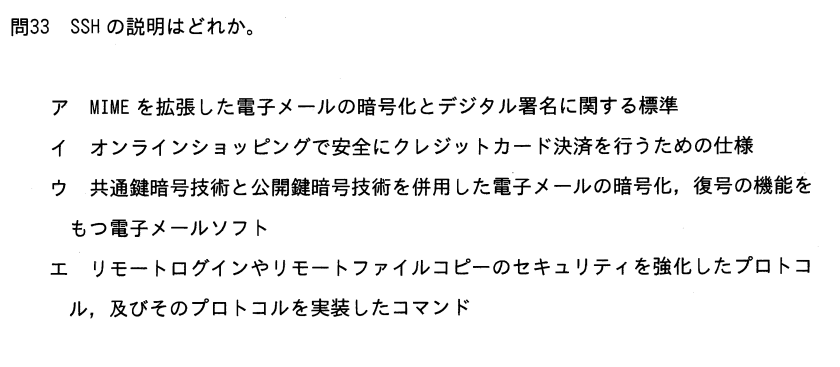 問33 SSHの説明はどれか。
ア MIMEを拡張した電子メールの暗号化とデジタル署名に関する標準
イ オンラインショッピングで安全にクレジットカード決済を行うための仕様
ウ 共通鍵暗号技術と公開鍵暗号技術を併用した電子メールの暗号化，復号の機能を
もつ電子メールソフト
エ リモートログインやリモートファイルコピーのセキュリティを強化したプロトコ
ル，及びそのプロトコルを実装したコマンド